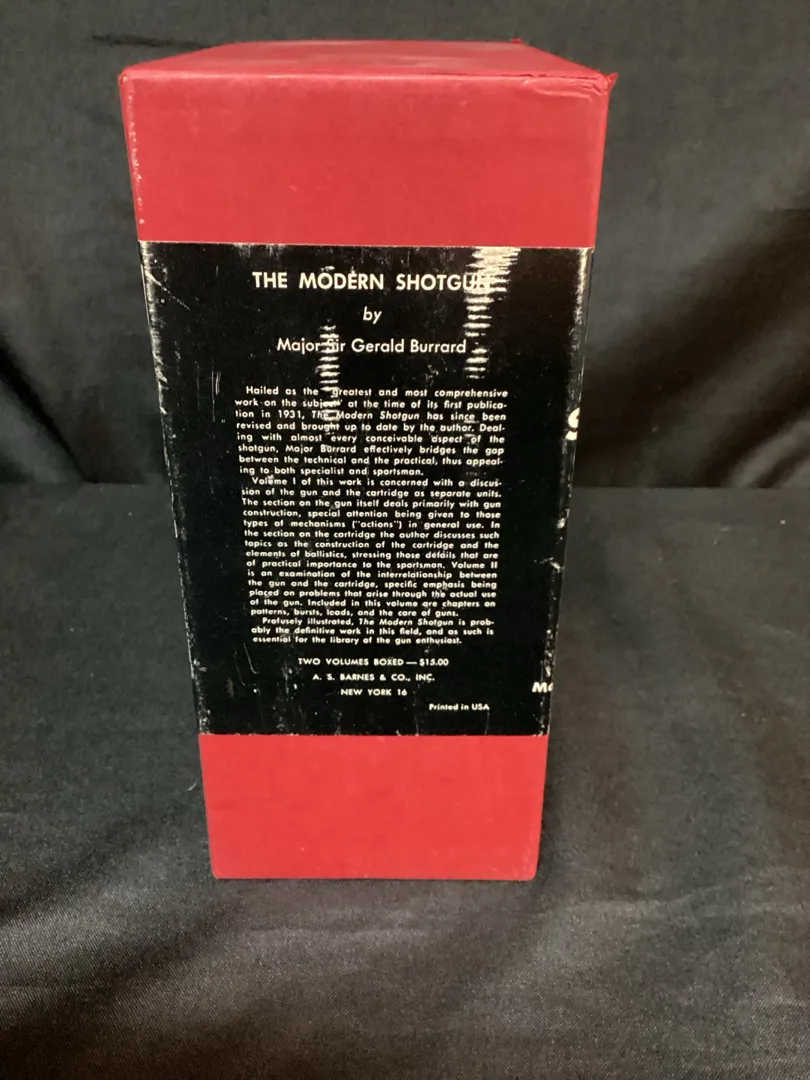 THE MODERN SHOTGUN
by
Major Sir Gerald Burrard
Hailed as the "greatest and most comprehensive
work on the subject" at the time of its first publica-
tion in 1931, The Modern Shotgun has since been
revised and brought up to date by the author. Deal-
ing with almost every conceivable aspect of the
shotgun, Major Burrard effectively bridges the gap
between the technical and the practical, thus appeal-
ing to both specialist and sportsman.
Volume I of this work is concerned with a discus-
sion of the gun and the cartridge as separate units.
The section on the gun itself deals primarily with gun
construction, special attention being given to those
types of mechanisms ("actions") in general use. In
the section on the cartridge the author discusses such
topics as the construction of the cartridge and the
elements of ballistics, stressing those details that are
of practical importance to the sportsman. Volume II
is an examination of the interrelationship between
the gun and the cartridge, specific emphasis being
placed on problems that arise through the actual use
of the gun. Included in this volume are chapters on
patterns, bursts, loads, and the care of guns.
Profusely illustrated, The Modern Shotgun is prob-
ably the definitive work in this field, and as such is
essential for the library of the gun enthusiast.
TWO VOLUMES BOXED — $15.00
A. S. BARNES & CO., INC.
NEW YORK 16
Printed in USA